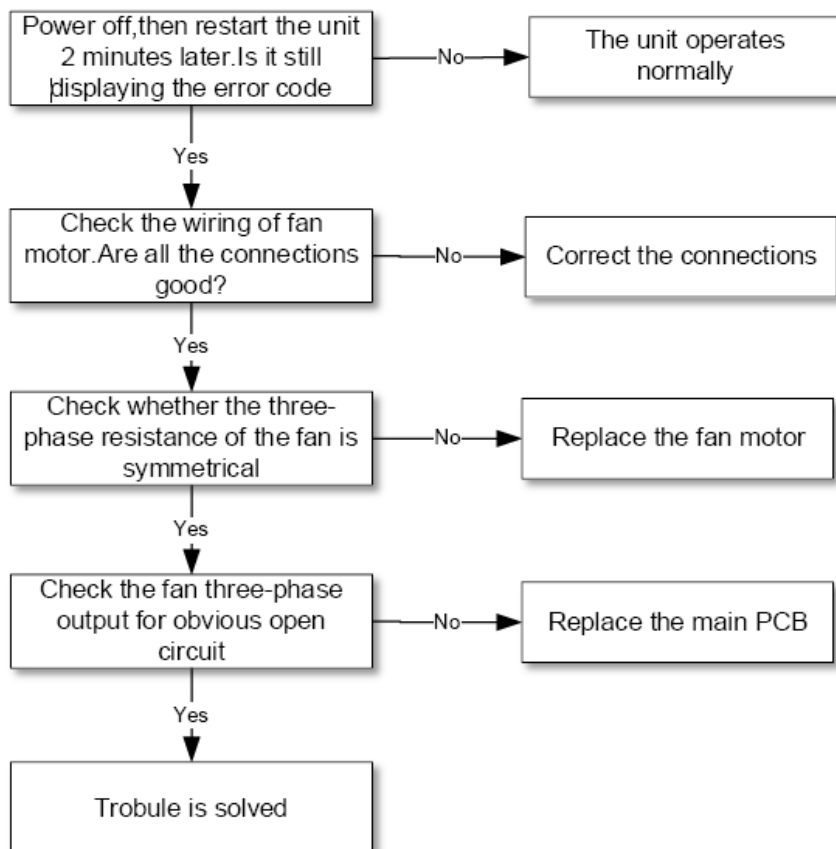 Power off,then restart the unit
2 minutes later.Is it still
displaying the error code
No
The unit operates
normally
Yes
Check the wiring of fan
motor.Are all the connections
good?
No
Correct the connections
Yes
Check whether the three-
phase resistance of the fan is
symmetrical
No
Replace the fan motor
Yes
Check the fan three-phase
output for obvious open
circuit
No
Replace the main PCB
Yes
Trobule is solved